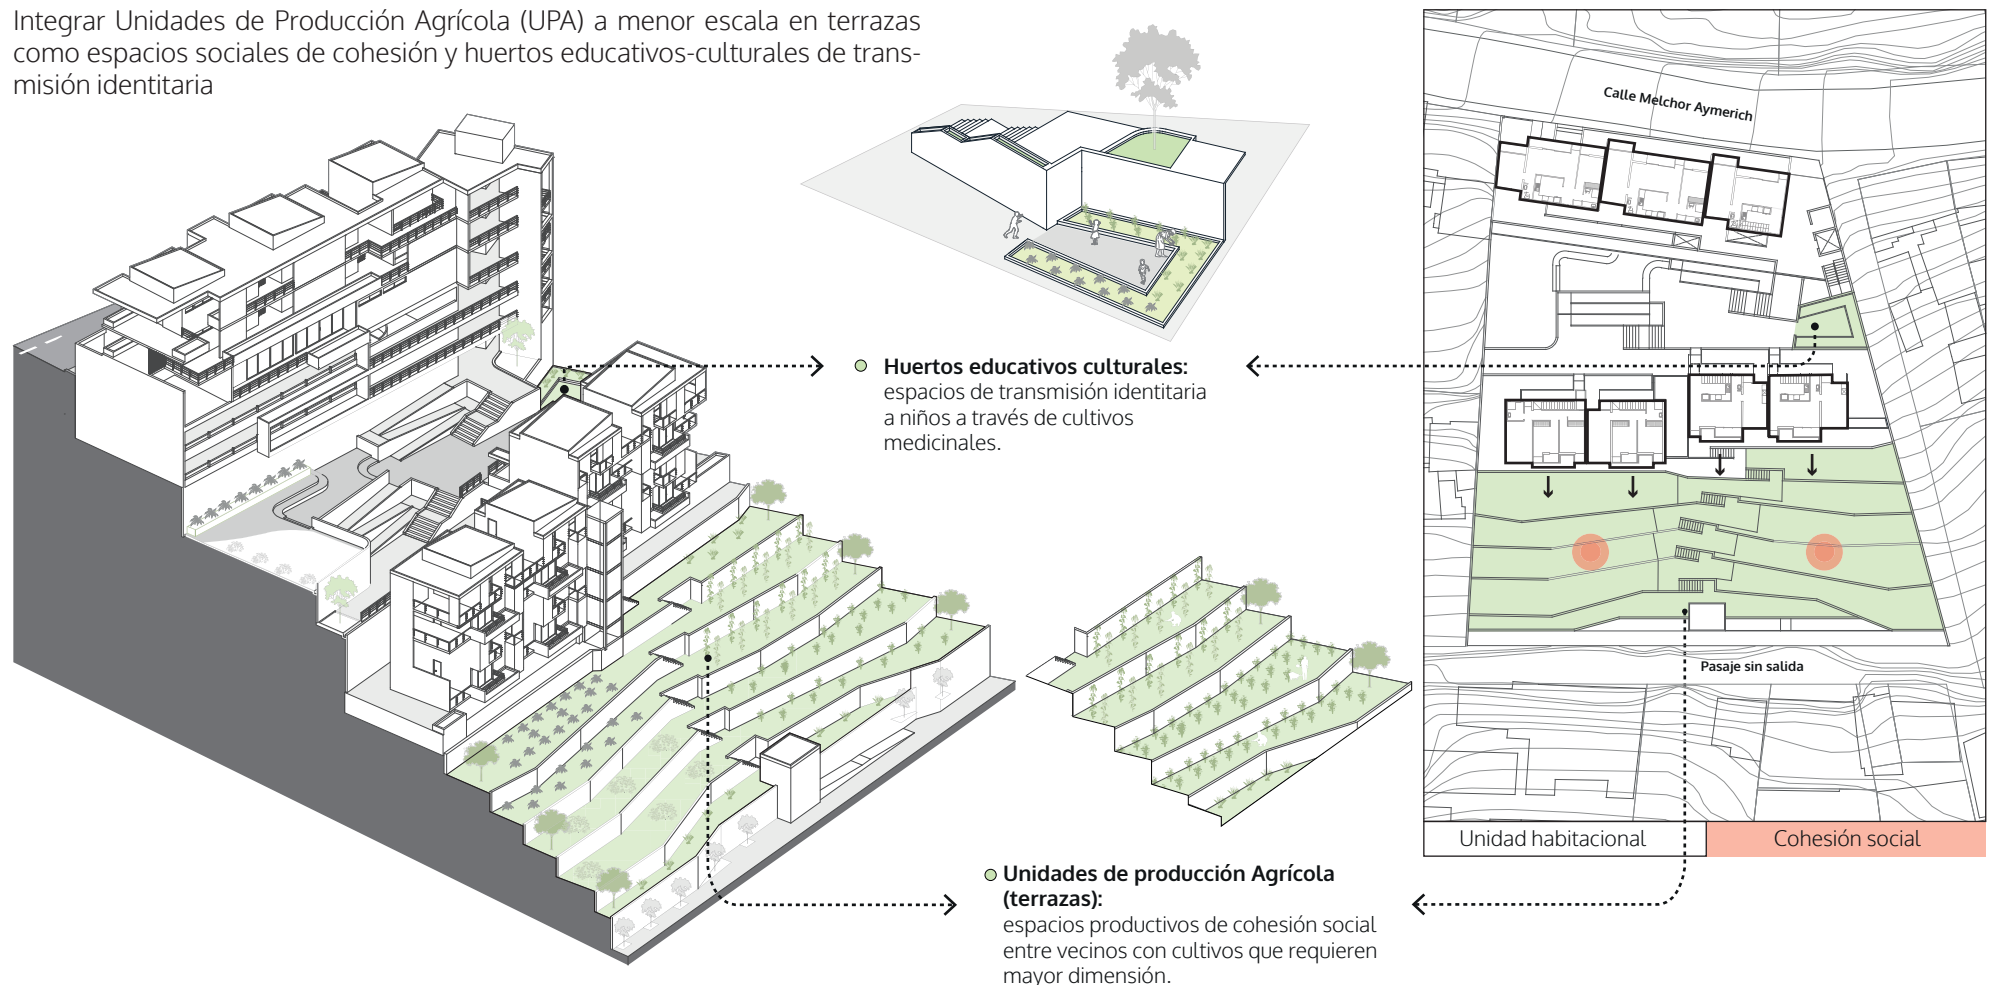 Integrar Unidades de Producción Agrícola (UPA) a menor escala en terrazas
como espacios sociales de cohesión y huertos educativos-culturales de trans-
misión identitaria
Calle Melchor Aymerich
Huertos educativos culturales:
espacios de transmisión identitaria
a niños a través de cultivos
medicinales.
Pasaje sin salida
Unidad habitacional
Cohesión social
Unidades de producción Agrícola
(terrazas):
espacios productivos de cohesión social
entre vecinos con cultivos que requieren
mayor dimensión.